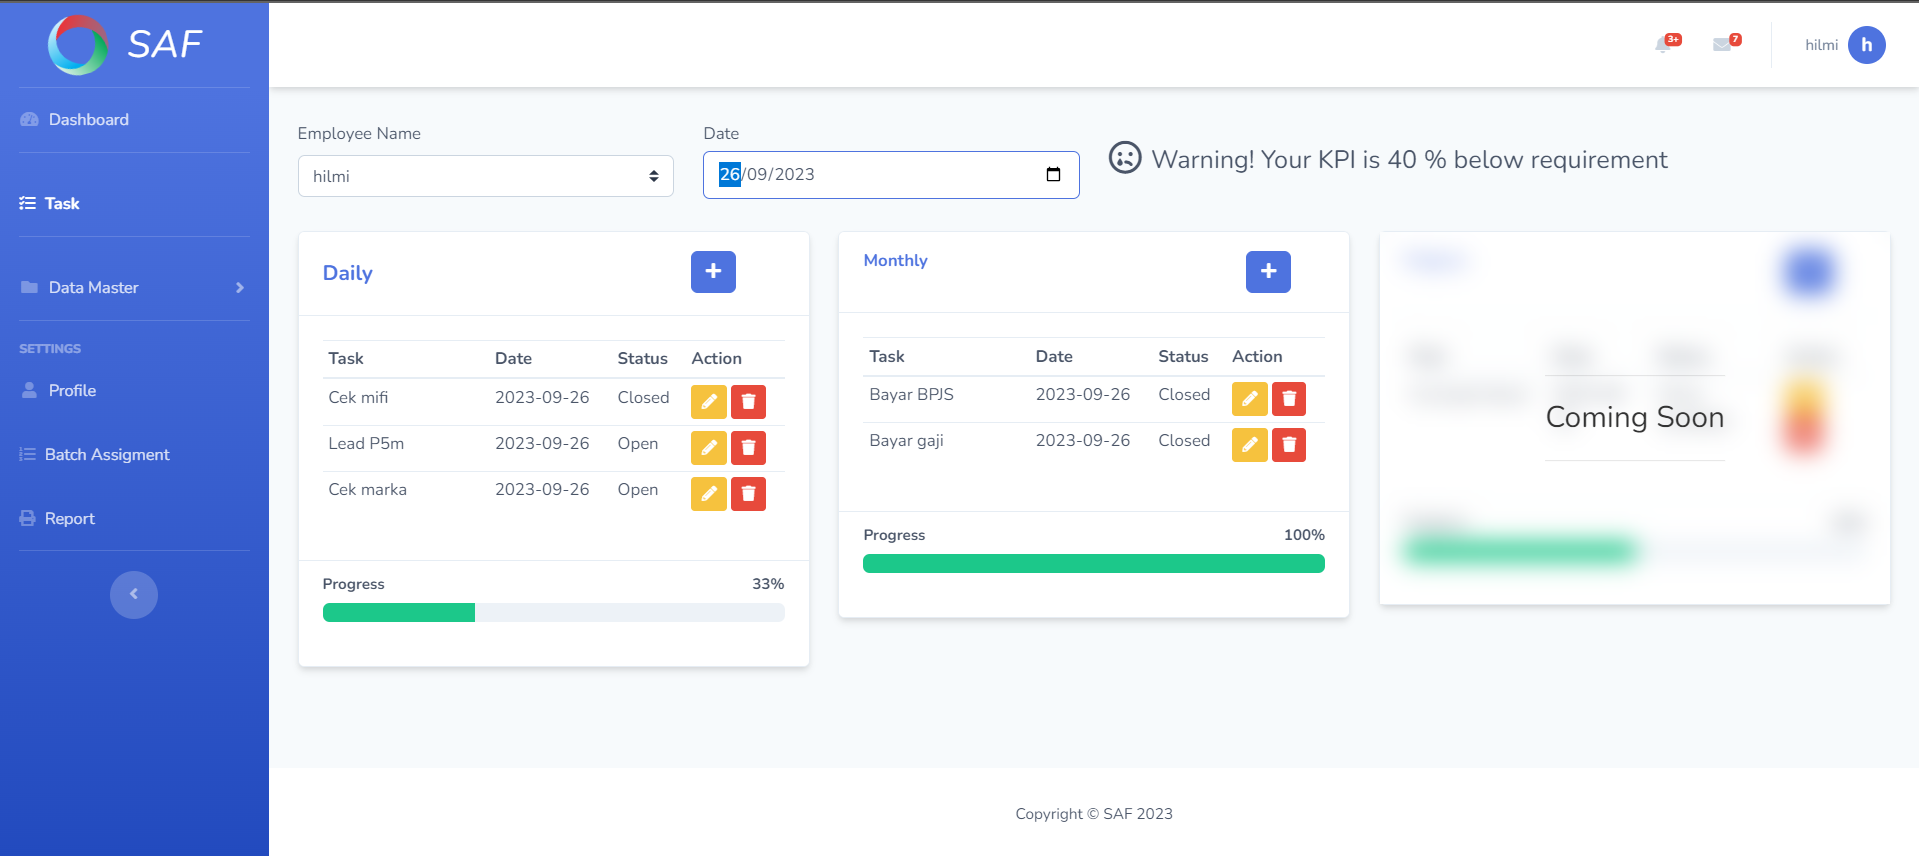 SAF
3+
7
hilmi
h
Dashboard
Task
Data Master
SETTINGS
Profile
Batch Assigment
Report
Employee Name
hilmi
Date
26/09/2023
Warning! Your KPI is 40 % below requirement
Daily
Task Date Status Action
Cek mifi 2023-09-26 Closed
Lead P5m 2023-09-26 Open
Cek marka 2023-09-26 Open
Progress 33%
Monthly
Task Date Status Action
Bayar BPJS 2023-09-26 Closed
Bayar gaji 2023-09-26 Closed
Progress 100%
Coming Soon
Copyright © SAF 2023